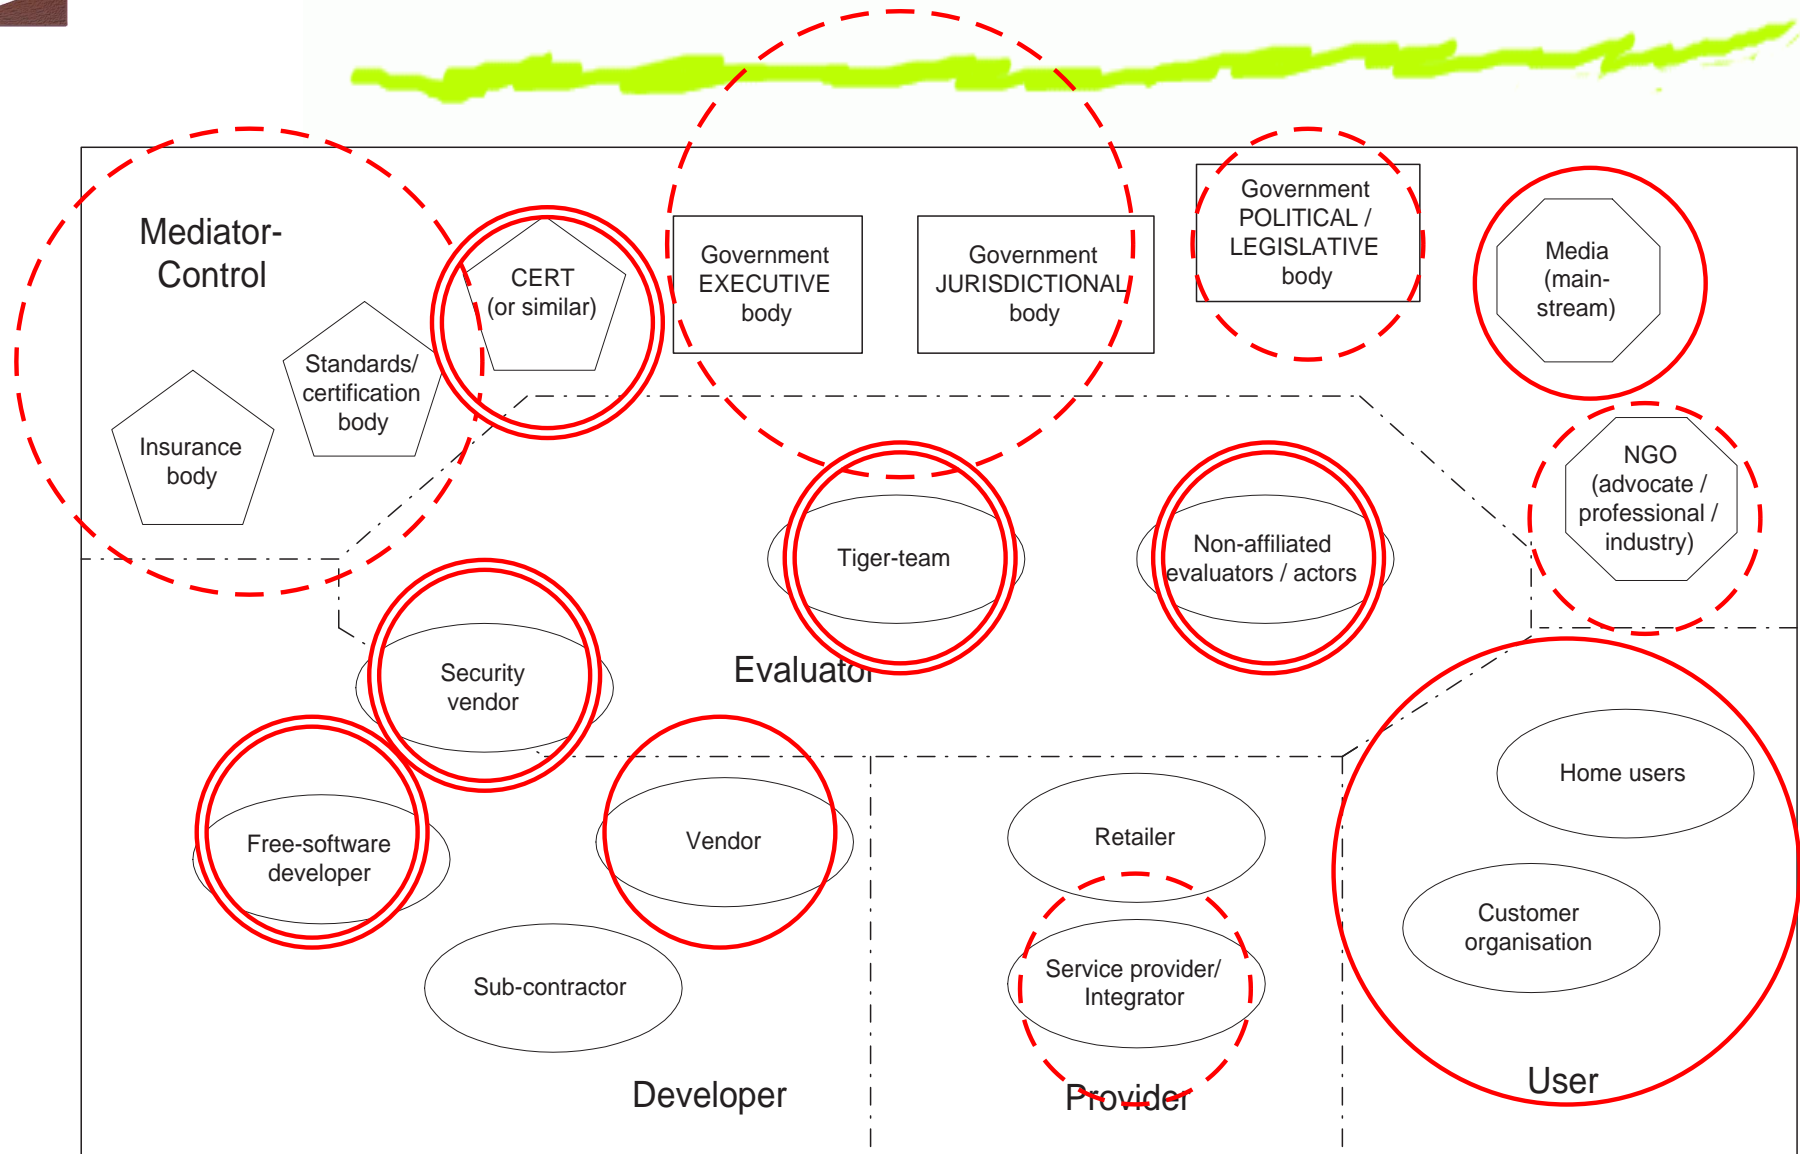 Mediator-
Control
CERT
(or similar)
Government
EXECUTIVE
body
Government
JURISDICTIONAL
body
Government
POLITICAL /
LEGISLATIVE
body
Media
(main-
stream)
Standards/
certification
body
Insurance
body
NGO
(advocate /
professional /
industry)
Tiger-team
Non-affiliated
evaluators / actors
Security
vendor
Evaluator
Free-software
developer
Vendor
Retailer
Home users
Sub-contractor
Service provider/
Integrator
Customer
organisation
Developer
Provider
User